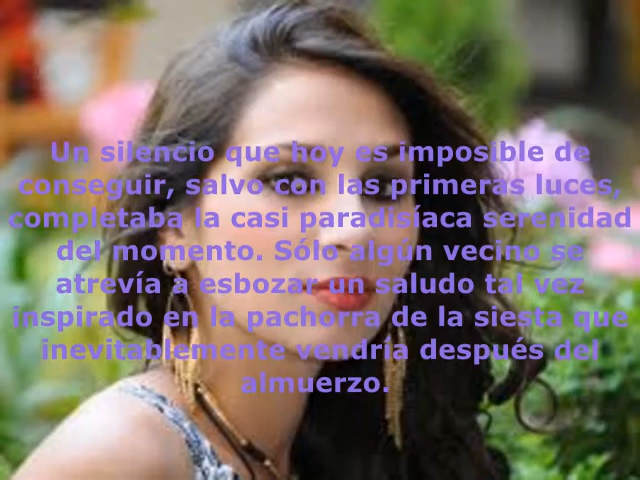 Un silencio que hoy es imposible de
conseguir, salvo con las primeras luces,
completaba la casi paradisíaca serenidad
del momento. Sólo algún vecino se
atrevía a esbozar un saludo tal vez
inspirado en la pachorra de la siesta que
inevitablemente vendría después del
almuerzo.